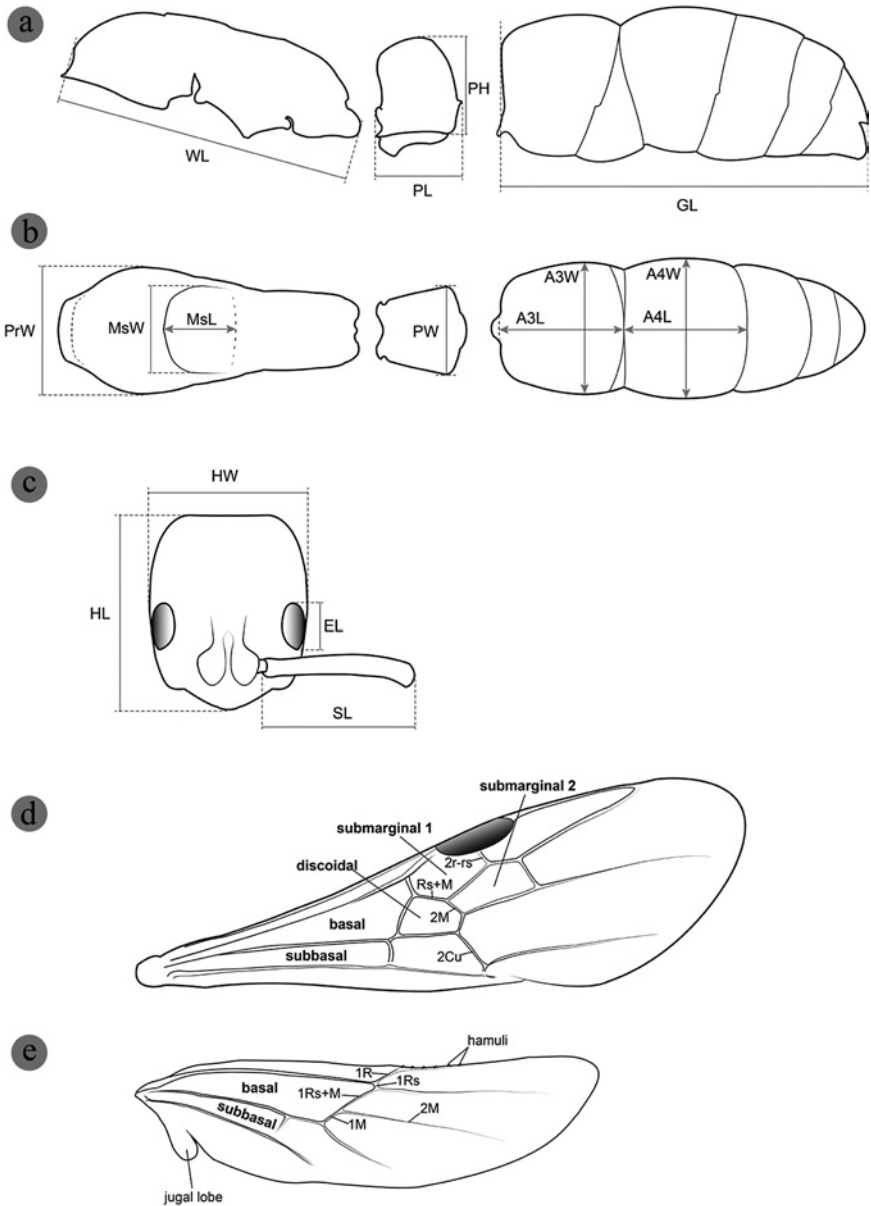 a
PH
WL
PL
GL
b
A3W
A4W
PrW
MsW
MsL
PW
A3L
A4L
c
HW
HL
EL
SL
d
submarginal 2
submarginal 1
2r-rs
discoidal
Rs+M
2M
basal
subbasal
2Cu
e
hamuli
1R
1Rs
basal
1Rs+M
2M
subbasal
1M
jugal lobe